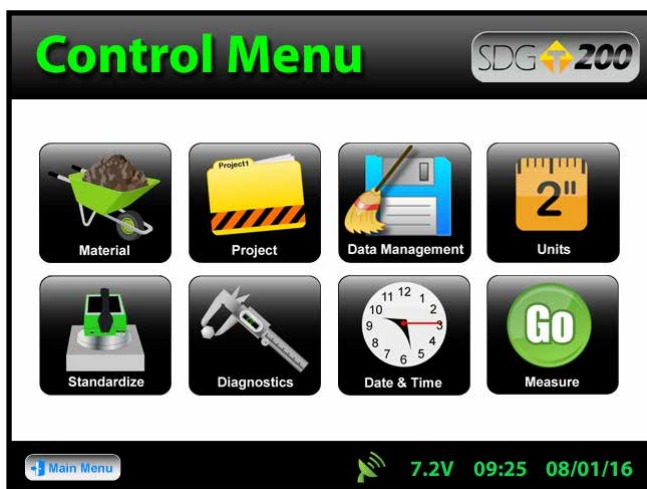 Control Menu
SDG T 200
Project1
2"
Material
Project
Data Management
Units
12
11 1
10 2
9 3
8 4
7 6 5
Go
Standardize
Diagnostics
Date & Time
Measure
Main Menu
7.2V 09:25 08/01/16